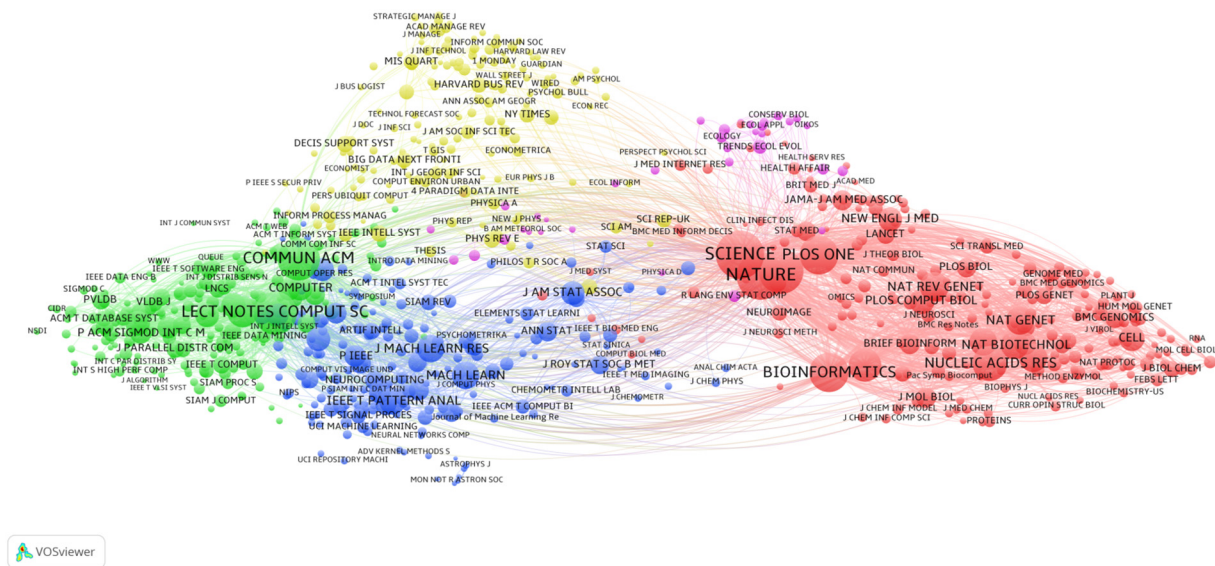 STRATEGIC MANAGE J
ACAD MANAGE REV
J MANAGE
INFORM COMMUN SOC
J INF TECHNOL
HARVARD LAW REV
MIS QUART
1 MONDAY
GUARDIAN
WALL STREET J
AM PSYCHOL
J BUS LOGIST
HARVARD BUS REV
WIRED
PSYCHOL BULL
ANN ASSOC AM GEOGR
ECON REC
TECHNOL FORECAST SOC
NY TIMES
CONSERV BIOL
J DOC
J INF SCI
ECOL APPL
OIKOS
J AM SOC INF SCI TEC
ECOLOGY
DECIS SUPPORT SYST
TRENDS ECOL EVOL
T GIS
ECONOMETRICA
PERSPECT PSYCHOL SCI
BIG DATA NEXT FRONTI
J MED INTERNET RES
HEALTH SERV RES
ECONOMIST
INT J GEOGR INF SCI
HEALTH AFFAIR
P IEEE S SECUR PRIV
COMPUT ENVIRON URBAN
EUR PHYS J B
ECOL INFORM
BRIT MED J
ACAD MED
PERS UBIQUIT COMPUT
4 PARADIGM DATA INTE
PHYSICA A
JAMA-J AM MED ASSOC
INFORM PROCESS MANAG
PHYS REP
NEW J PHYS
SCI REP-UK
CLIN INFECT DIS
NEW ENGL J MED
INT J COMMUN SYST
ACM T WEB
SCI AM
B AM METEOROL SOC
BMC MED INFORM DECIS
STAT MED
LANCET
ACM T INFORM SYST
IEEE INTELL SYST
PHYS REV E
COMM COM INF SC
THESIS
STAT SCI
SCI TRANSL MED
COMMUN ACM
INTRO DATA MINING
PHILOS T R SOC A
SCIENCE
PLOS ONE
J THEOR BIOL
WWW
QUEUE
IEEE T SOFTWARE ENG
COMPUT OPER RES
J MED SYST
PHYSICA D
NATURE
NAT COMMUN
PLOS BIOL
IEEE DATA ENG B
INT J DISTRIB SENS N
ACM T INTELL SYST TEC
GENOME MED
BMC MED GENOMICS
SIGMOD C
LNCS
COMPUTER
SYMPOSIUM
J AM STAT ASSOC
R LANG ENV STAT COMP
OMICS
NAT REV GENET
PLOS GENET
PLANT J
PVLDB
VLDB J
SIAM REV
PLOS COMPUT BIOL
HUM MOL GENET
CIDR
LECT NOTES COMPUT SC
ELEMENTS STAT LEARNI
NEUROIMAGE
J NEUROSCI
BMC GENOMICS
ACM T DATABASE SYST
INT J INTELL SYST
NAT GENET
NSDI
P ACM SIGMOD INT C M
IEEE DATA MINING
ARTIF INTELL
PSYCHOMETRIKA
ANN STAT
IEEE T BIO-MED ENG
J NEUROSCI METH
BMC Res Notes
J VIROL
CELL
RNA
J PARALLEL DISTR COM
P IEEE
J MACH LEARN RES
STAT SINICA
BRIEF BIOINFORM
NAT BIOTECHNOL
MOL CELL BIOL
INT C PAR DISTRIB SY
IEEE T COMPUT
COMPUT VIS IMAGE UND
J ROY STAT SOC B MET
COMPUT BIOL MED
NUCLEIC ACIDS RES
NAT PROTOC
J BIOL CHEM
INT S HIGH PERF COMP
NEUROCOMPUTING
MACH LEARN
IEEE T MED IMAGING
ANAL CHIM ACTA
BIOINFORMATICS
Pac Symp Biocomput
METHOD ENZYMOL
FEBS LETT
J ALGORITHM
SIAM PROC S
P SIAM INT C DAT MIN
J COMPUT PHYS
J CHEM PHYS
IEEE T VLSI SYST
NIPS
CHEMOMETR INTELL LAB
BIOPHYS J
BIOCHEMISTRY-US
SIAM J COMPUT
IEEE T PATTERN ANAL
J CHEMOMETR
J MOL BIOL
NUCL ACIDS RES
CURR OPIN STRUC BIOL
IEEE ACM T COMPUT BI
J CHEM INF MODEL
J MED CHEM
IEEE T SIGNAL PROCES
Journal of Machine Learning Re
J CHEM INF COMP SCI
PROTEINS
UCI MACHINE LEARNING
NEURAL NETWORKS COMP
ADV KERNEL METHODS S
UCI REPOSITORY MACHI
ASTROPHYS J
MON NOT R ASTRON SOC
VOSviewer